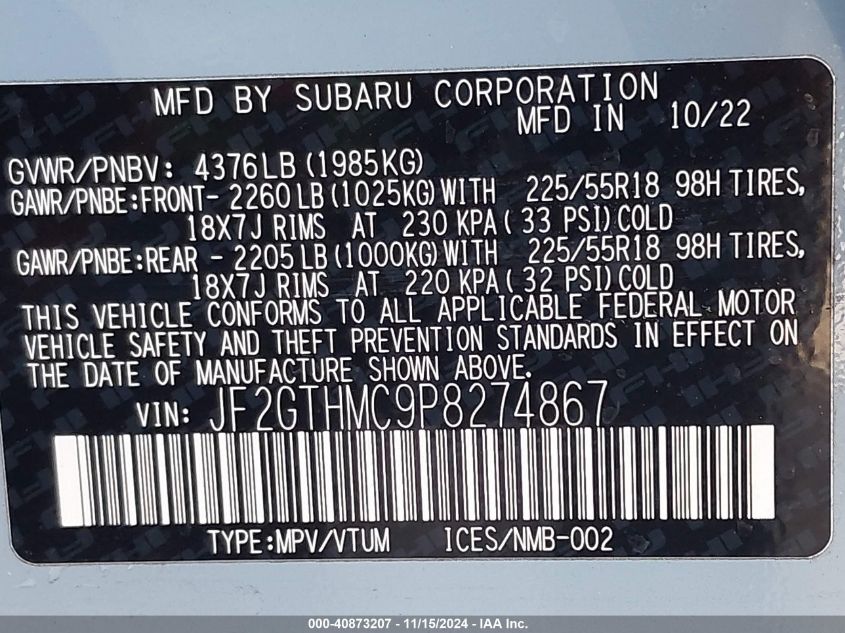 MFD BY SUBARU CORPORATION
MFD IN 10/22
GVWR/PNBV: 4376LB(1985KG)
GAWR/PNBE:FRONT- 2260LB(1025KG)WITH 225/55R18 98H TIRES,
18X7J RIMS AT 230 KPA( 33 PSI)COLD
GAWR/PNBE:REAR - 2205LB(1000KG)WITH 225/55R18 98H TIRES,
18X7J RIMS AT 220 KPA( 32 PSI)COLD
THIS VEHICLE CONFORMS TO ALL APPLICABLE FEDERAL MOTOR
VEHICLE SAFETY AND THEFT PREVENTION STANDARDS IN EFFECT ON
THE DATE OF MANUFACTURE SHOWN ABOVE.
VIN: JF2GTHMC9P8274867
TYPE:MPV/VTUM ICES/NMB-002
000-40873207 - 11/15/2024 - IAA, Inc.